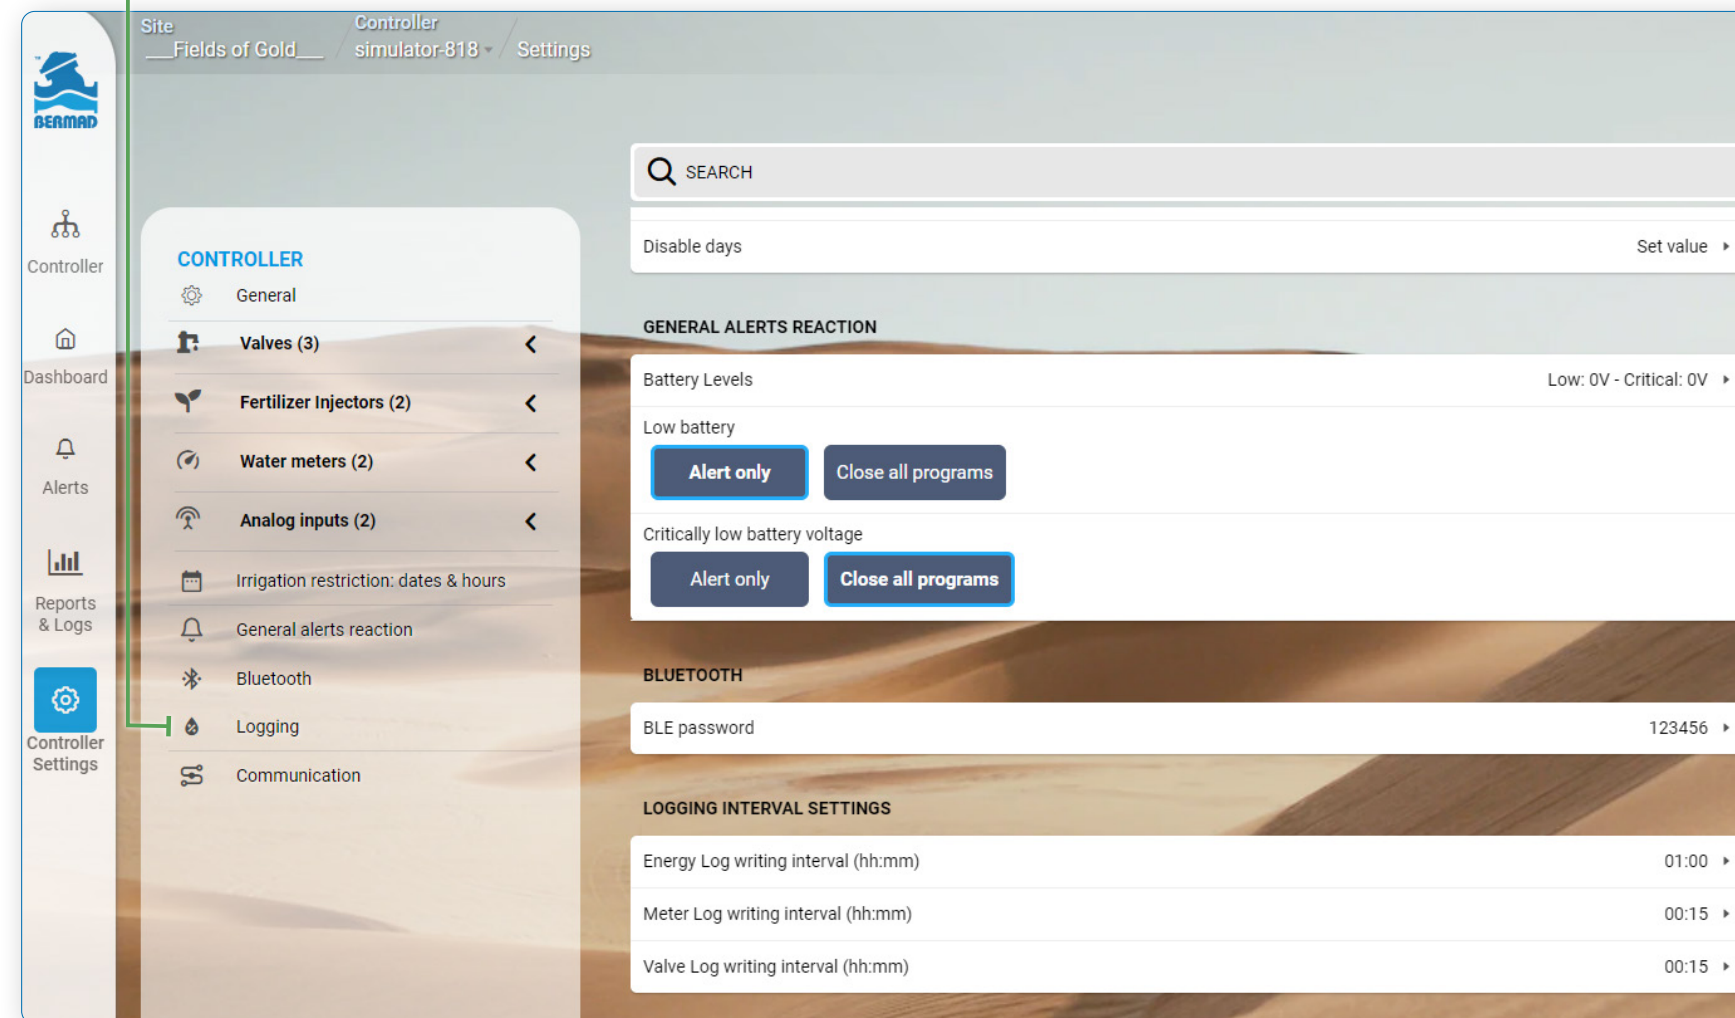 Site
___Fields of Gold___
Controller
simulator-818
Settings
BERMAD
Controller
Dashboard
Alerts
Reports
& Logs
Controller
Settings
CONTROLLER
General
Valves (3)
Fertilizer Injectors (2)
Water meters (2)
Analog inputs (2)
Irrigation restriction: dates & hours
General alerts reaction
Bluetooth
Logging
Communication
SEARCH
Disable days Set value
GENERAL ALERTS REACTION
Battery Levels Low: 0V - Critical: 0V
Low battery
Alert only Close all programs
Critically low battery voltage
Alert only Close all programs
BLUETOOTH
BLE password 123456
LOGGING INTERVAL SETTINGS
Energy Log writing interval (hh:mm) 01:00
Meter Log writing interval (hh:mm) 00:15
Valve Log writing interval (hh:mm) 00:15